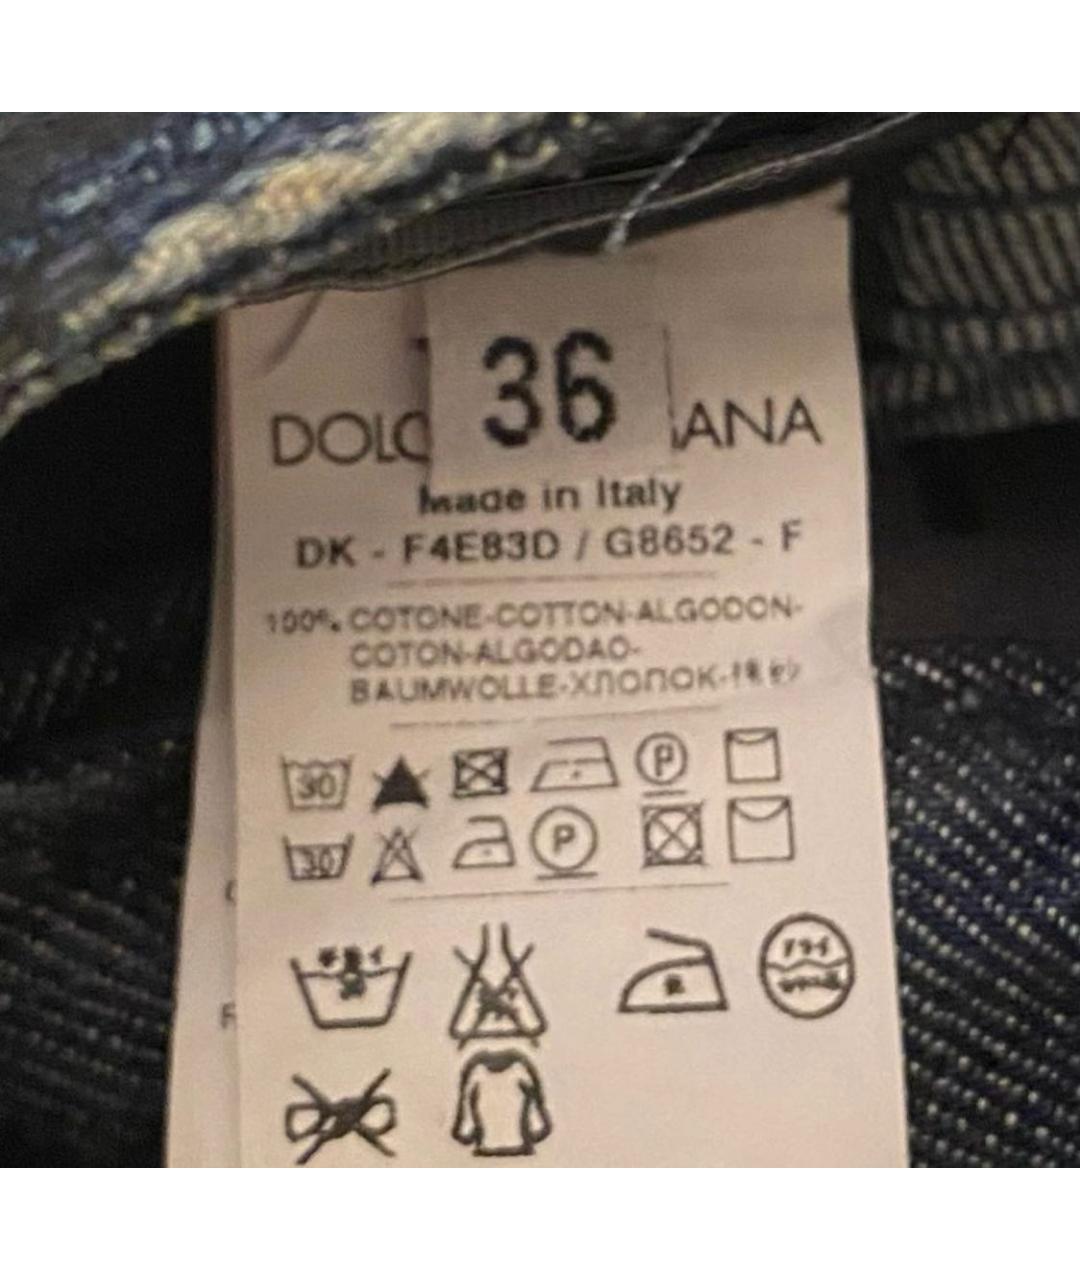 36
DOLC ANA
Made in Italy
DK - F4E83D / G8652 - F
100% COTONE-COTTON-ALGODON-
COTON-ALGODAO-
BAUMWOLLE-Хлопок-棉
30 P
30 P